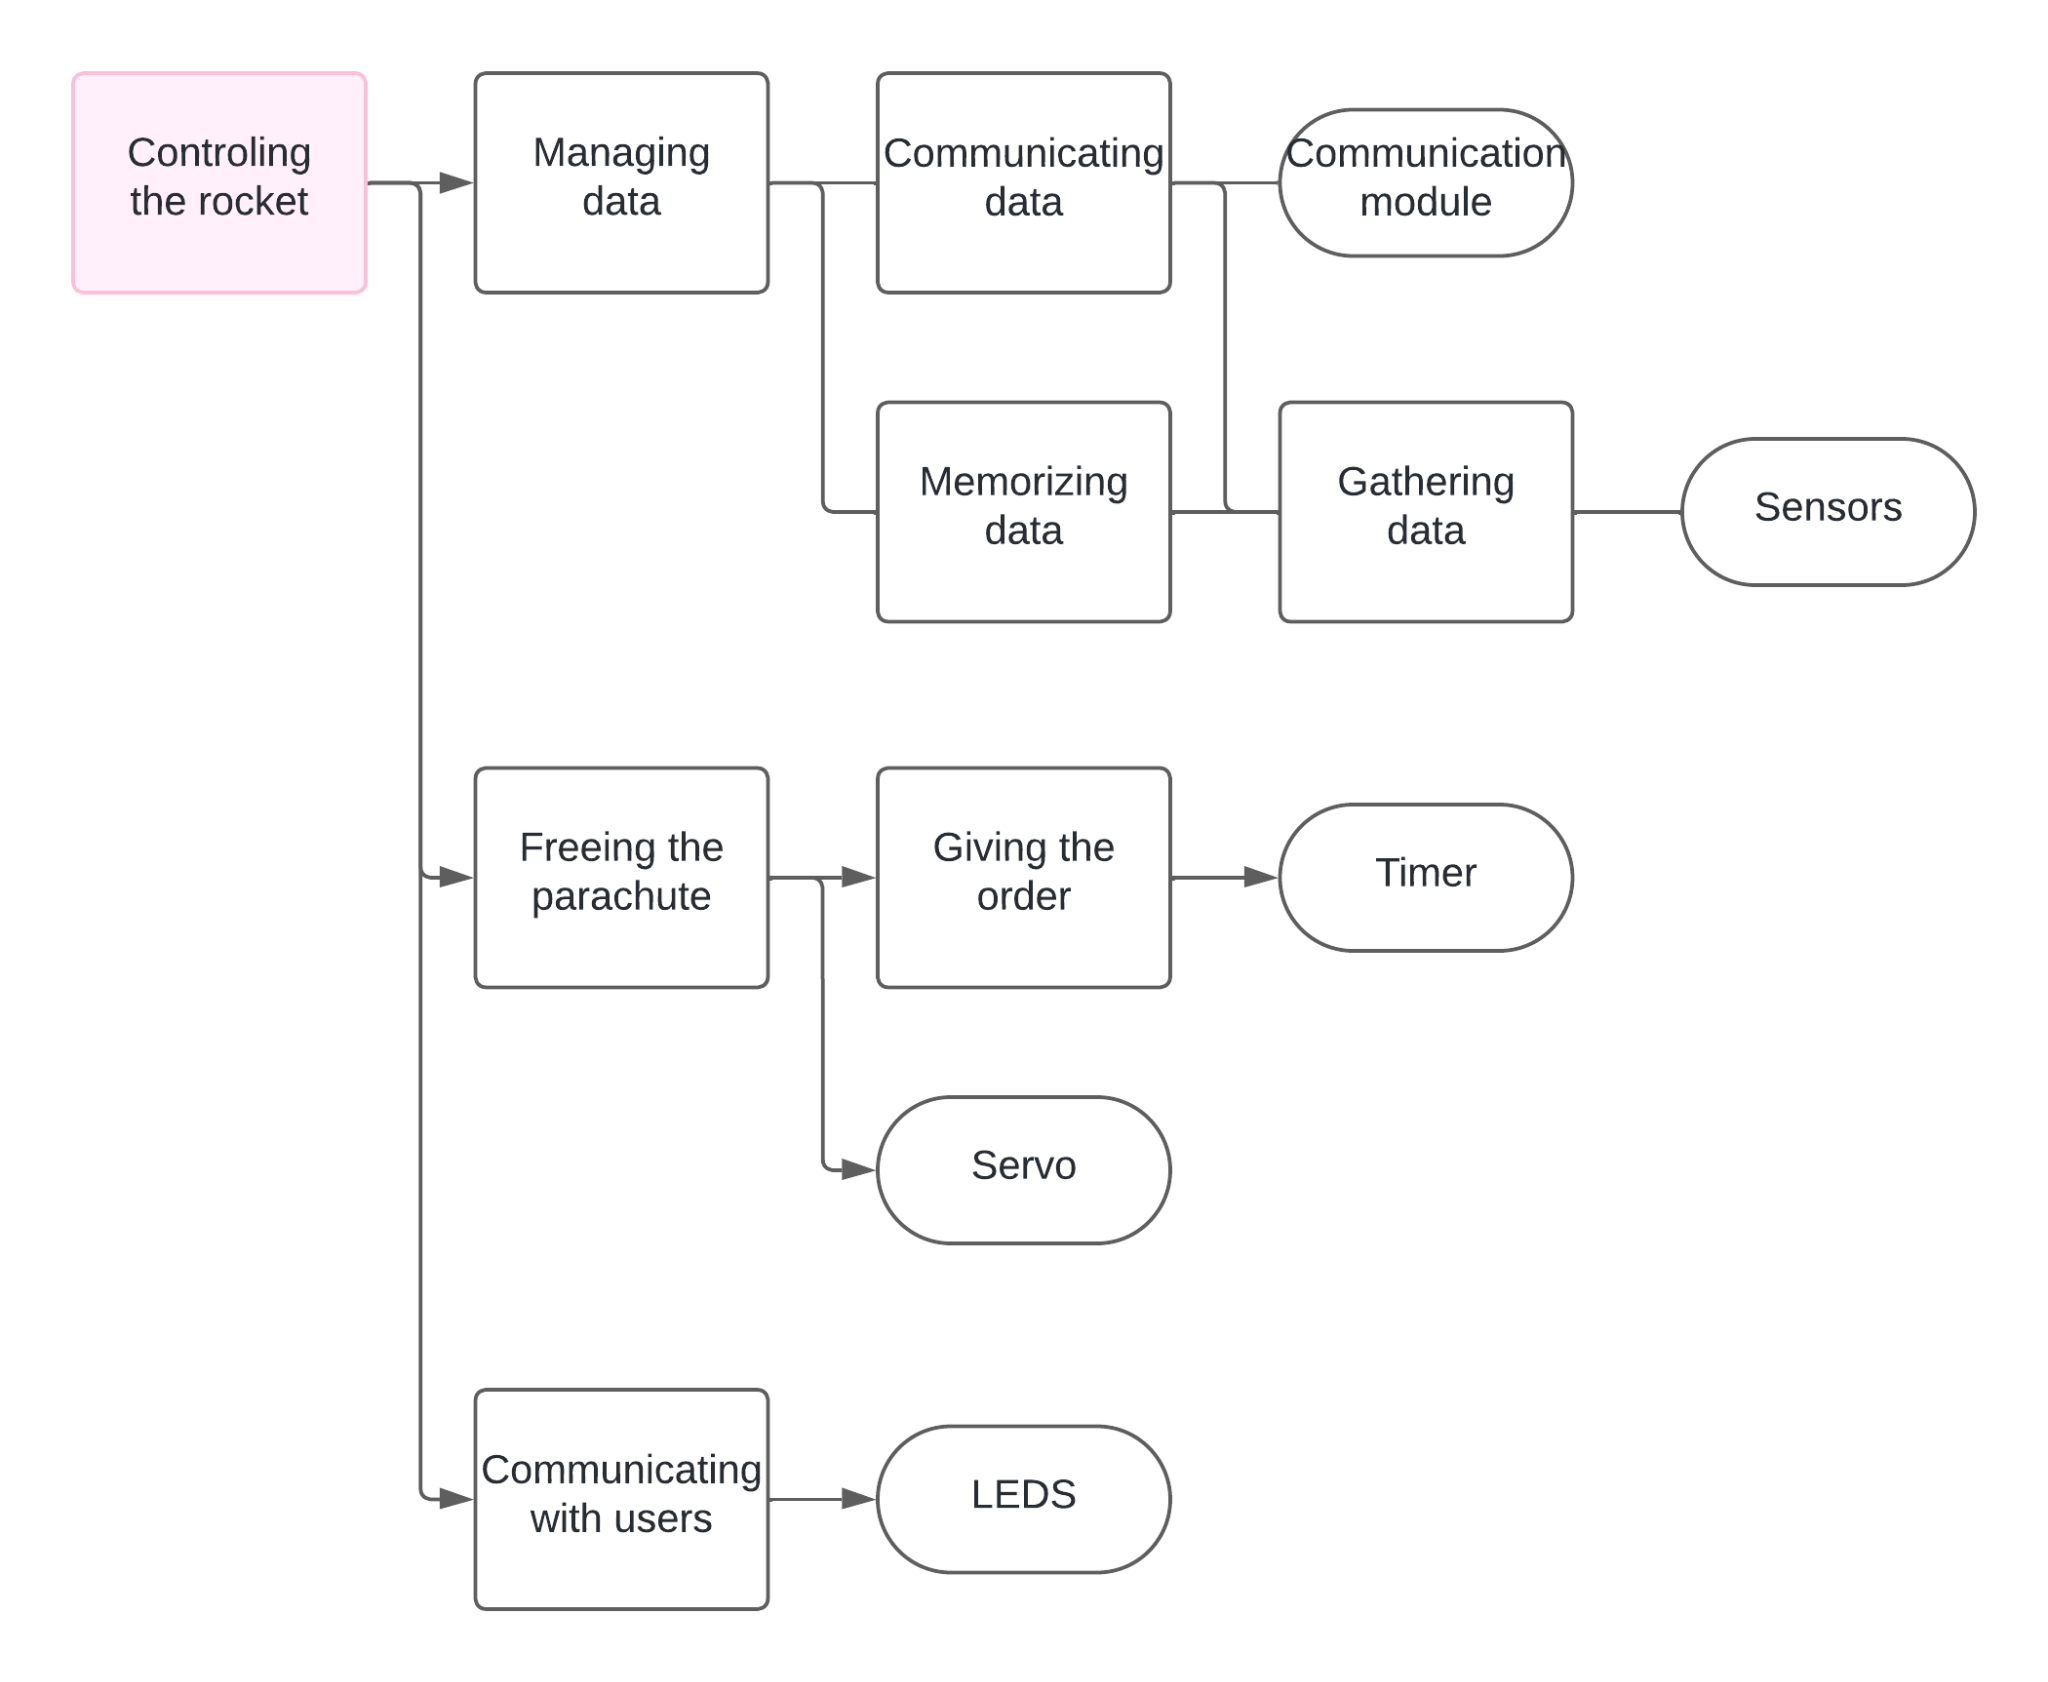 Controling
the rocket
Managing
data
Communicating
data
Communication
module
Memorizing
data
Gathering
data
Sensors
Freeing the
parachute
Giving the
order
Timer
Servo
Communicating
with users
LEDS